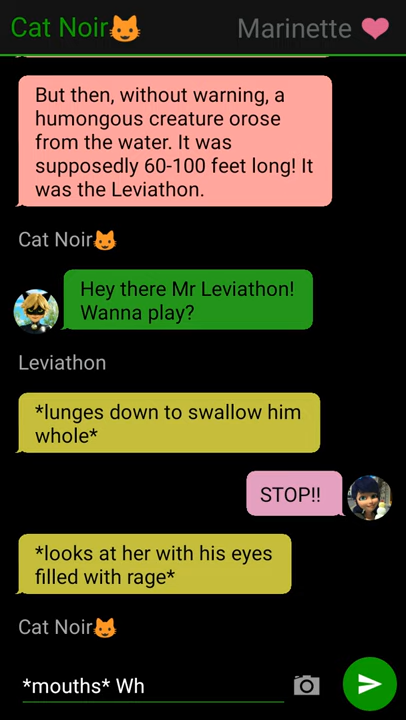 Cat Noir🐱 Marinette ❤️
But then, without warning, a
humongous creature orose
from the water. It was
supposedly 60-100 feet long! It
was the Leviathon.
Cat Noir🐱
Hey there Mr Leviathon!
Wanna play?
Leviathon
*lunges down to swallow him
whole*
STOP!!
*looks at her with his eyes
filled with rage*
Cat Noir🐱
*mouths* Wh